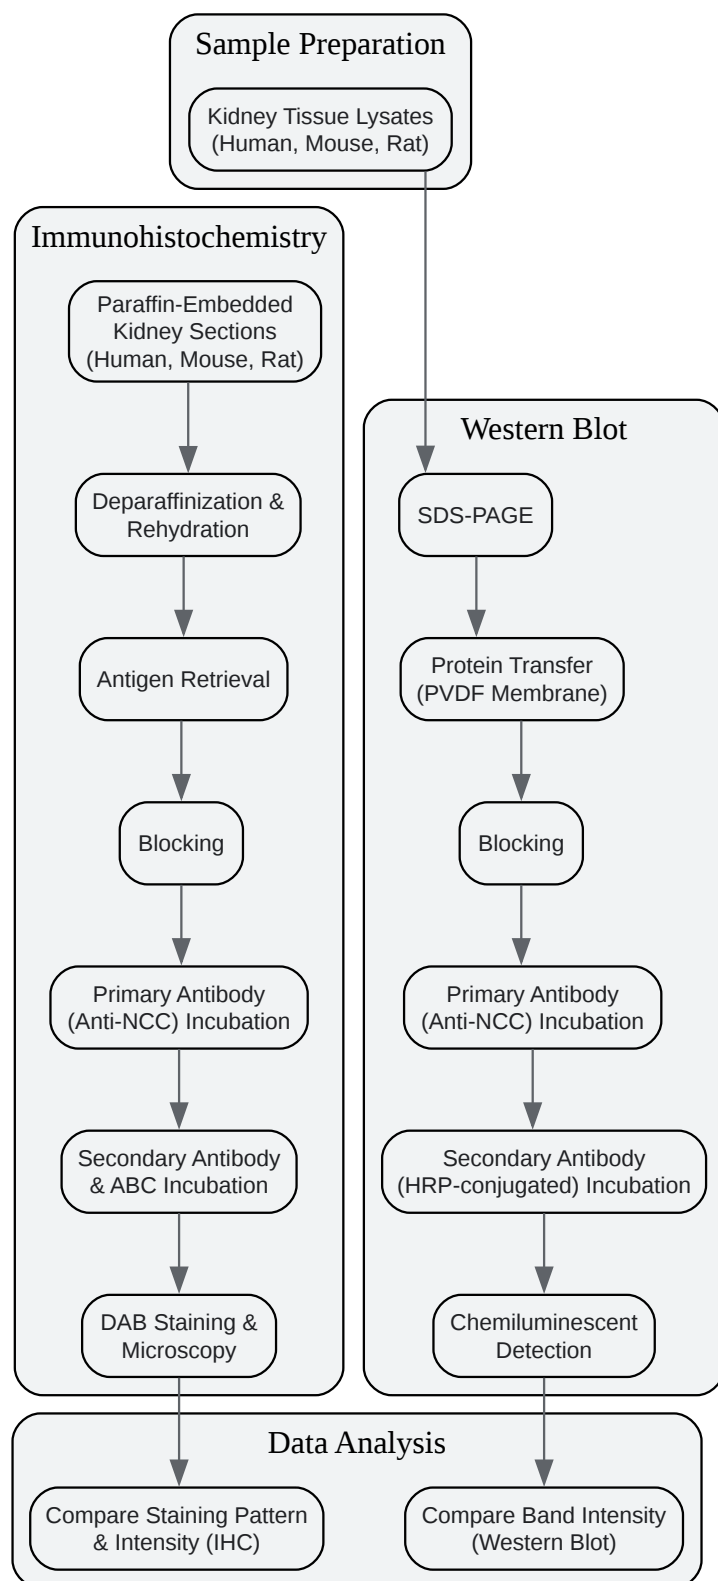 Sample Preparation
Kidney Tissue Lysates
(Human, Mouse, Rat)
Immunohistochemistry
Paraffin-Embedded
Kidney Sections
(Human, Mouse, Rat)
Deparaffinization &
Rehydration
Antigen Retrieval
Blocking
Primary Antibody
(Anti-NCC) Incubation
Secondary Antibody
& ABC Incubation
DAB Staining &
Microscopy
Western Blot
SDS-PAGE
Protein Transfer
(PVDF Membrane)
Blocking
Primary Antibody
(Anti-NCC) Incubation
Secondary Antibody
(HRP-conjugated) Incubation
Chemiluminescent
Detection
Data Analysis
Compare Staining Pattern
& Intensity (IHC)
Compare Band Intensity
(Western Blot)